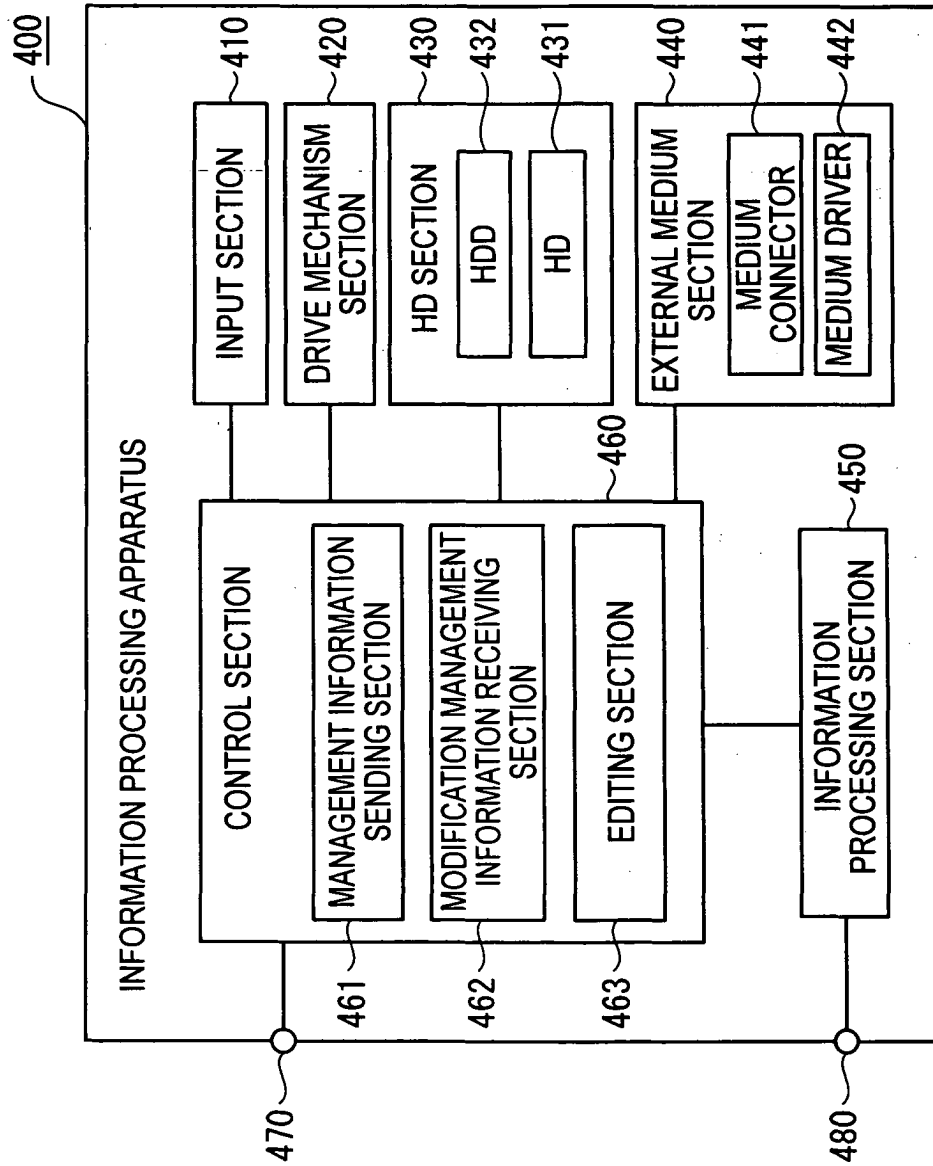 400
INFORMATION PROCESSING APPARATUS
410
INPUT SECTION
420
DRIVE MECHANISM
SECTION
430
HD SECTION
432
HDD
431
HD
440
EXTERNAL MEDIUM
SECTION
441
MEDIUM
CONNECTOR
442
MEDIUM DRIVER
460
CONTROL SECTION
461
MANAGEMENT INFORMATION
SENDING SECTION
462
MODIFICATION MANAGEMENT
INFORMATION RECEIVING
SECTION
463
EDITING SECTION
450
INFORMATION
PROCESSING SECTION
470
480